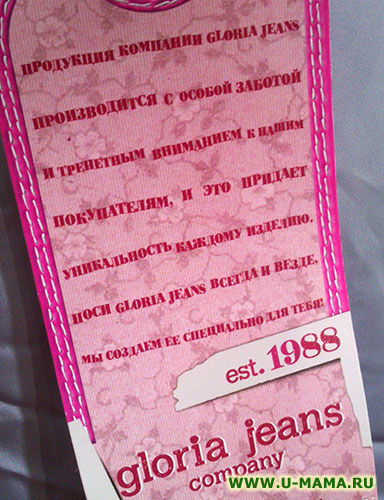 ПРОДУКЦИЯ КОМПАНИИ GLORIA JEANS
ПРОИЗВОДИТСЯ С ОСОБОЙ ЗАБОТОЙ
И ТРЕПЕТНЫМ ВНИМАНИЕМ К НАШИМ
ПОКУПАТЕЛЯМ, И ЭТО ПРИДАЕТ
УНИКАЛЬНОСТЬ КАЖДОМУ ИЗДЕЛИЮ.
НОСИ GLORIA JEANS ВСЕГДА И ВЕЗДЕ,
МЫ СОЗДАЕМ ЕЕ СПЕЦИАЛЬНО ДЛЯ ТЕБЯ!
est. 1988
gloria jeans
company
WWW.U-MAMA.RU